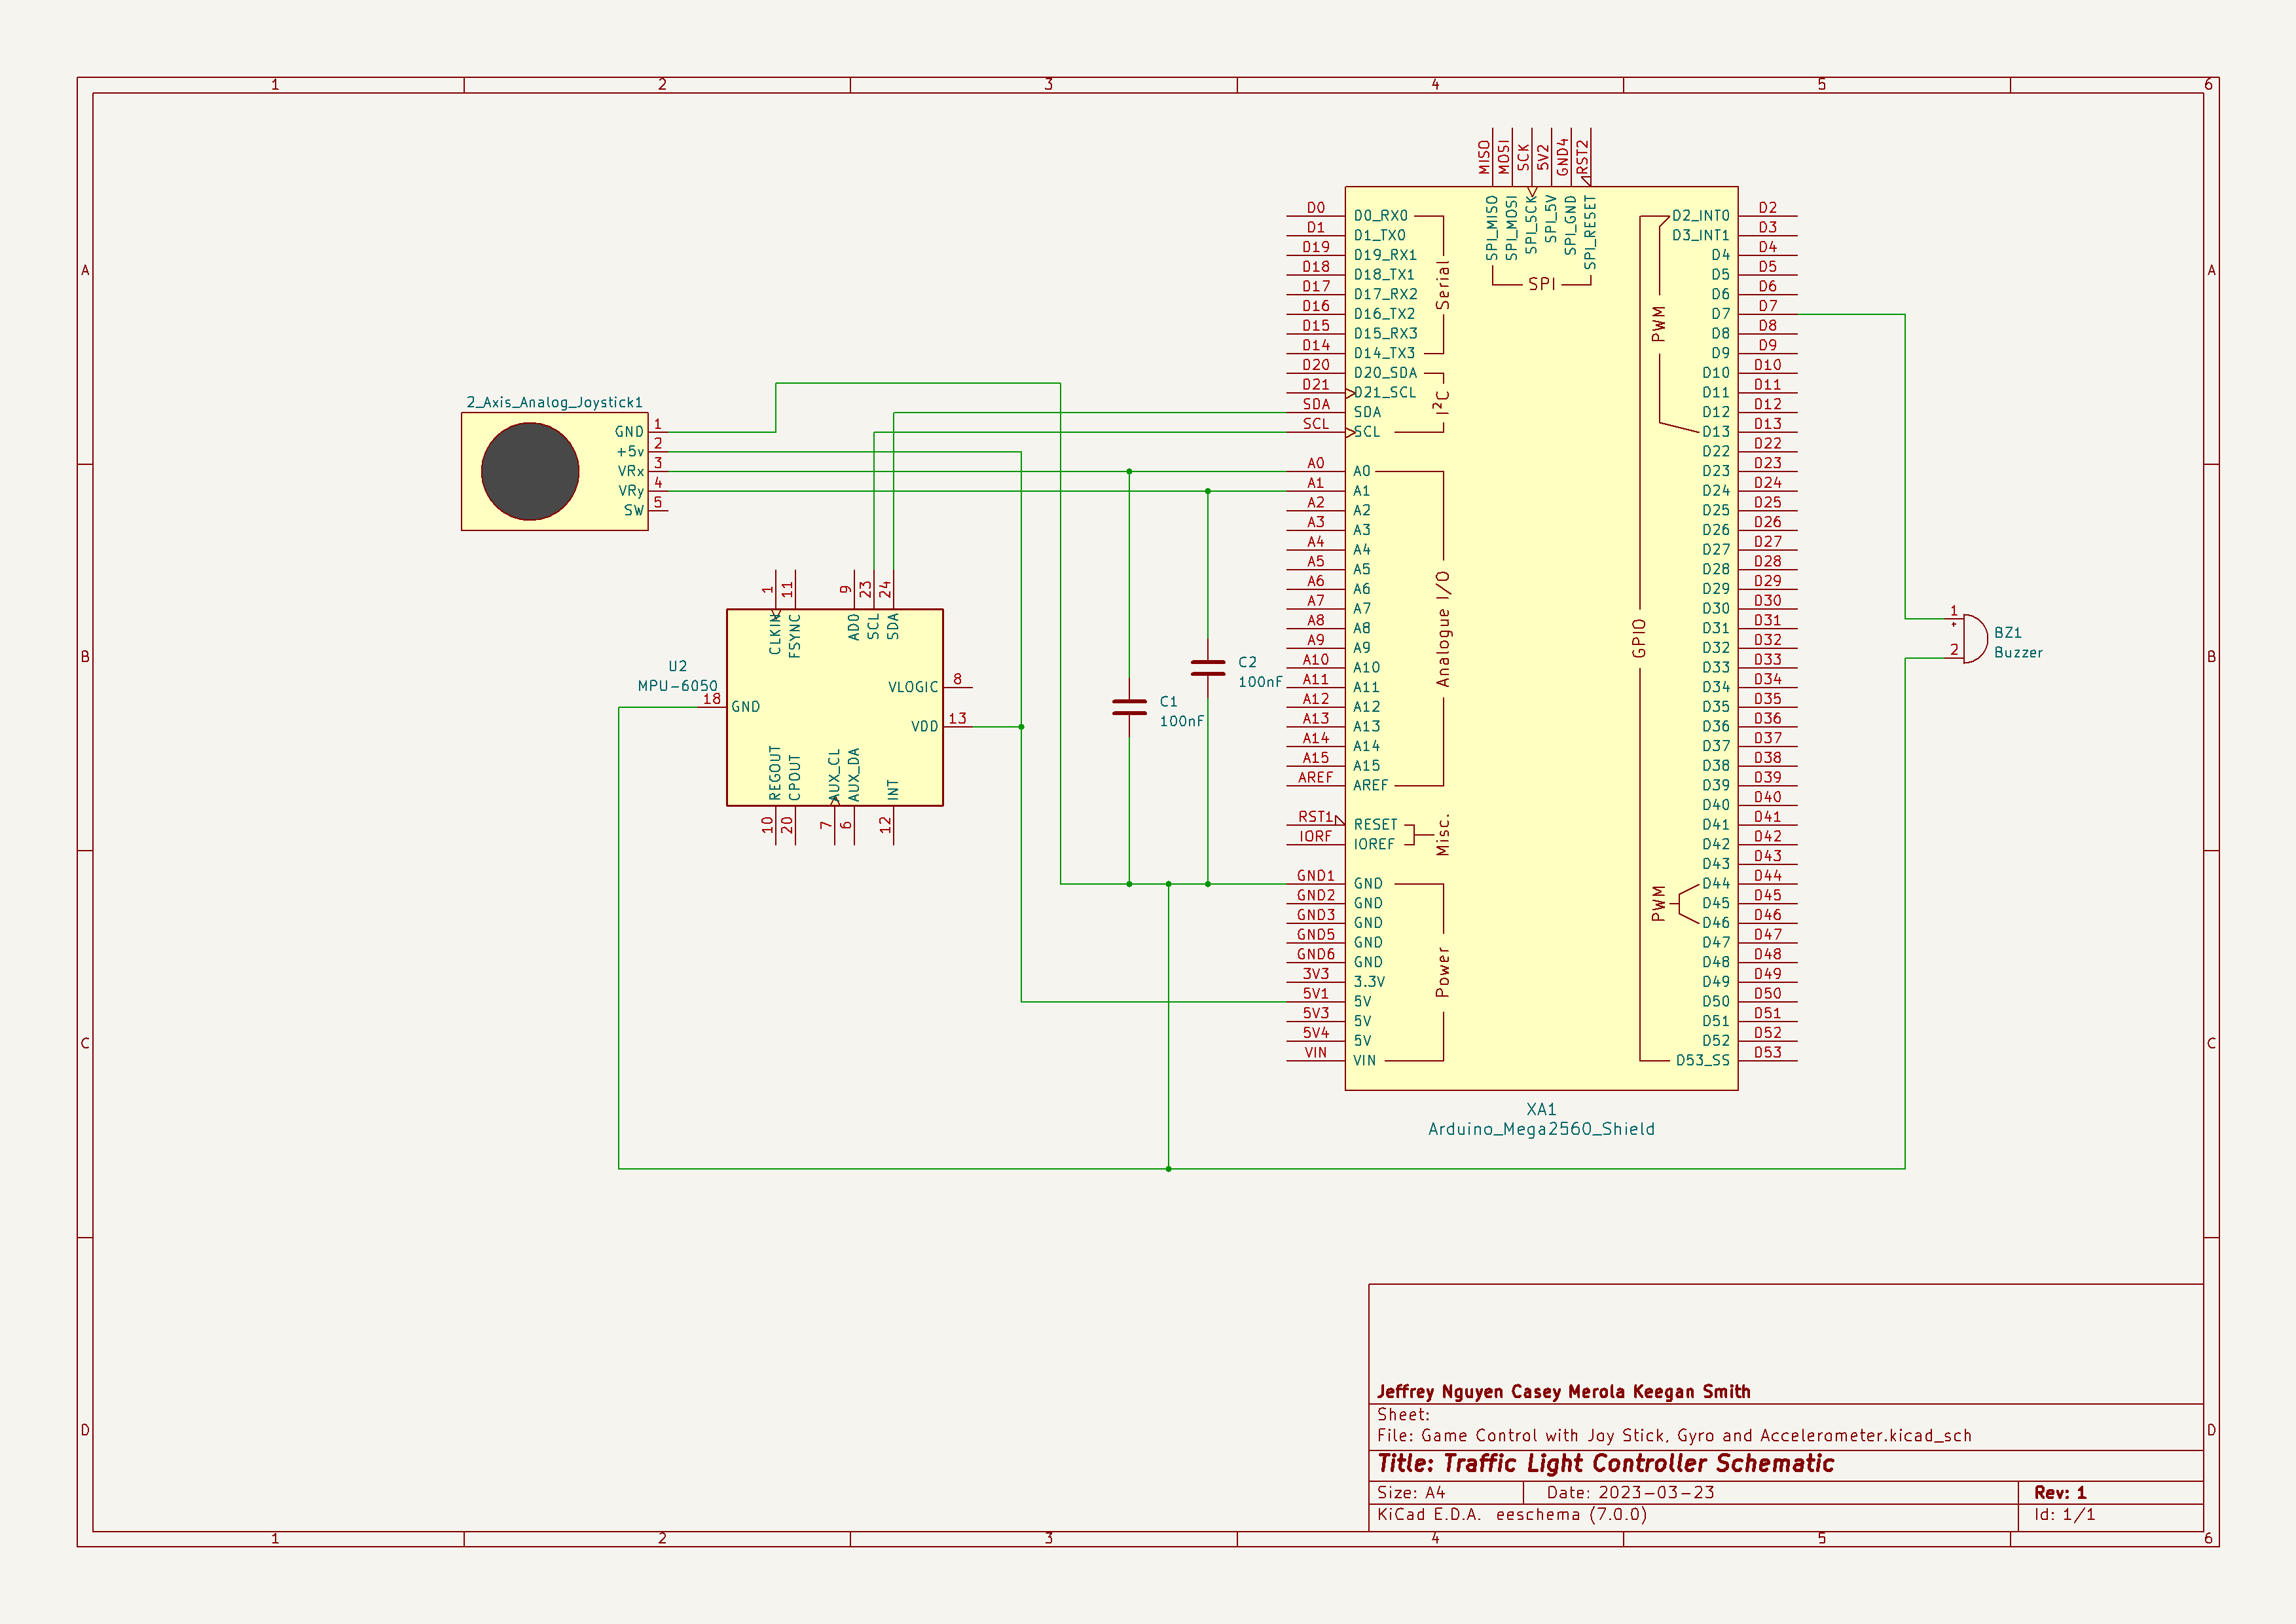 1 2 3 4 5 6
A
B
C
D
A
B
C
D
2_Axis_Analog_Joystick1
GND 1
+5v 2
VRx 3
VRy 4
SW 5
U2
MPU-6050
1 11 9 23 24
CLKIN FSYNC AD0 SCL SDA
18 GND
VLOGIC 8
VDD 13
REGOUT CPOUT AUX_CL AUX_DA INT
10 20 7 6 12
C1
100nF
C2
100nF
MISO MOSI SCK 5V2 GND4 RST2
SPI_MISO SPI_MOSI SPI_SCK SPI_5V SPI_GND SPI_RESET
SPI
D0 D0_RX0
D1 D1_TX0
D19 D19_RX1
D18 D18_TX1
D17 D17_RX2
D16 D16_TX2
D15 D15_RX3
D14 D14_TX3
Serial
D20 D20_SDA
D21 D21_SCL
SDA SDA
SCL SCL
I²C
A0 A0
A1 A1
A2 A2
A3 A3
A4 A4
A5 A5
A6 A6
A7 A7
A8 A8
A9 A9
A10 A10
A11 A11
A12 A12
A13 A13
A14 A14
A15 A15
AREF AREF
Analogue I/O
RST1 RESET
IORF IOREF
Misc.
GND1 GND
GND2 GND
GND3 GND
GND5 GND
GND6 GND
3V3 3.3V
5V1 5V
5V3 5V
5V4 5V
VIN VIN
Power
D2_INT0 D2
D3_INT1 D3
D4 D4
D5 D5
D6 D6
D7 D7
D8 D8
D9 D9
D10 D10
D11 D11
D12 D12
D13 D13
PWM
D22 D22
D23 D23
D24 D24
D25 D25
D26 D26
D27 D27
D28 D28
D29 D29
D30 D30
D31 D31
D32 D32
D33 D33
D34 D34
D35 D35
D36 D36
D37 D37
D38 D38
D39 D39
D40 D40
D41 D41
D42 D42
D43 D43
D44 D44
D45 D45
D46 D46
PWM
D47 D47
D48 D48
D49 D49
D50 D50
D51 D51
D52 D52
D53_SS D53
GPIO
XA1
Arduino_Mega2560_Shield
1
+
2
BZ1
Buzzer
Jeffrey Nguyen Casey Merola Keegan Smith
Sheet:
File: Game Control with Joy Stick, Gyro and Accelerometer.kicad_sch
Title: Traffic Light Controller Schematic
Size: A4 Date: 2023-03-23 Rev: 1
KiCad E.D.A. eeschema (7.0.0) Id: 1/1
1 2 3 4 5 6